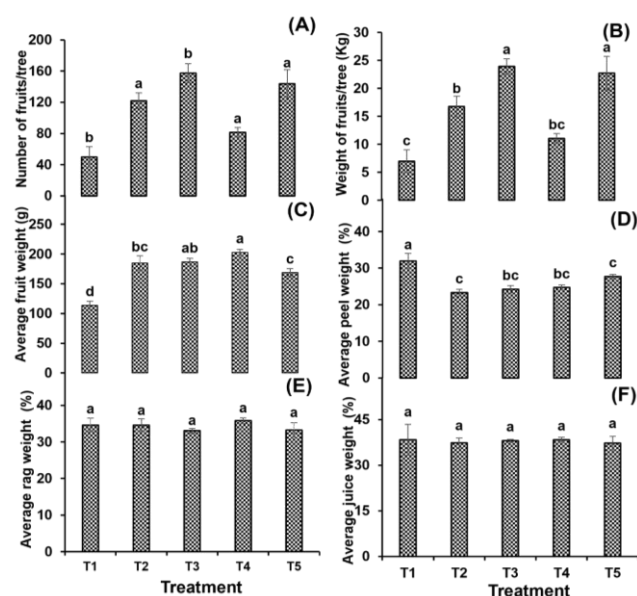 (A)
Number of fruits/tree
200
160
120
80
40
0
b
a
b
a
a
(B)
Weight of fruits/tree (Kg)
30
25
20
15
10
5
0
c
b
a
bc
a
(C)
Average fruit weight (g)
250
200
150
100
50
0
d
bc
ab
a
c
(D)
Average peel weight (%)
40
30
20
10
0
a
c
bc
bc
c
(E)
Average rag weight (%)
40
30
20
10
0
a
a
a
a
a
T1 T2 T3 T4 T5
Treatment
(F)
Average juice weight (%)
45
30
15
0
a
a
a
a
a
T1 T2 T3 T4 T5
Treatment